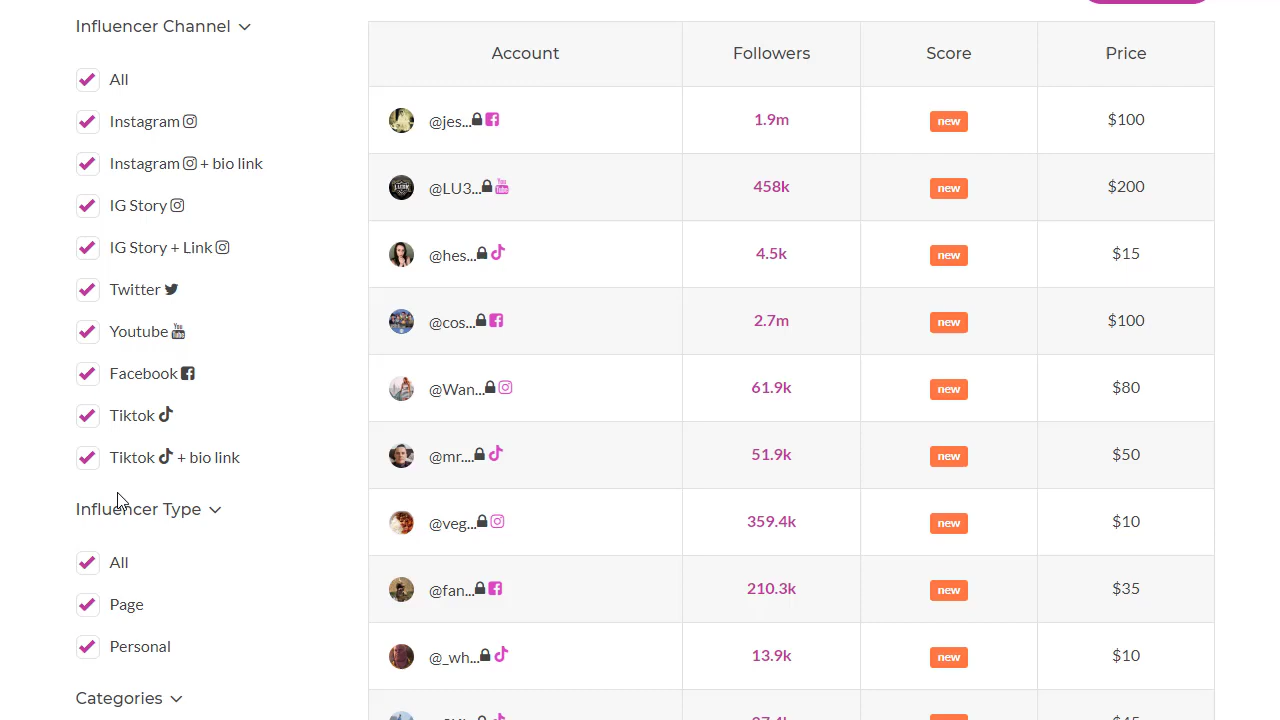 Influencer Channel
All
Instagram
Instagram + bio link
IG Story
IG Story + Link
Twitter
Youtube
Facebook
Tiktok
Tiktok + bio link
Influencer Type
All
Page
Personal
Categories
Account Followers Score Price
@jes... 1.9m new $100
@LU3... 458k new $200
@hes... 4.5k new $15
@cos... 2.7m new $100
@Wan... 61.9k new $80
@mr.... 51.9k new $50
@veg... 359.4k new $10
@fan... 210.3k new $35
@_wh... 13.9k new $10